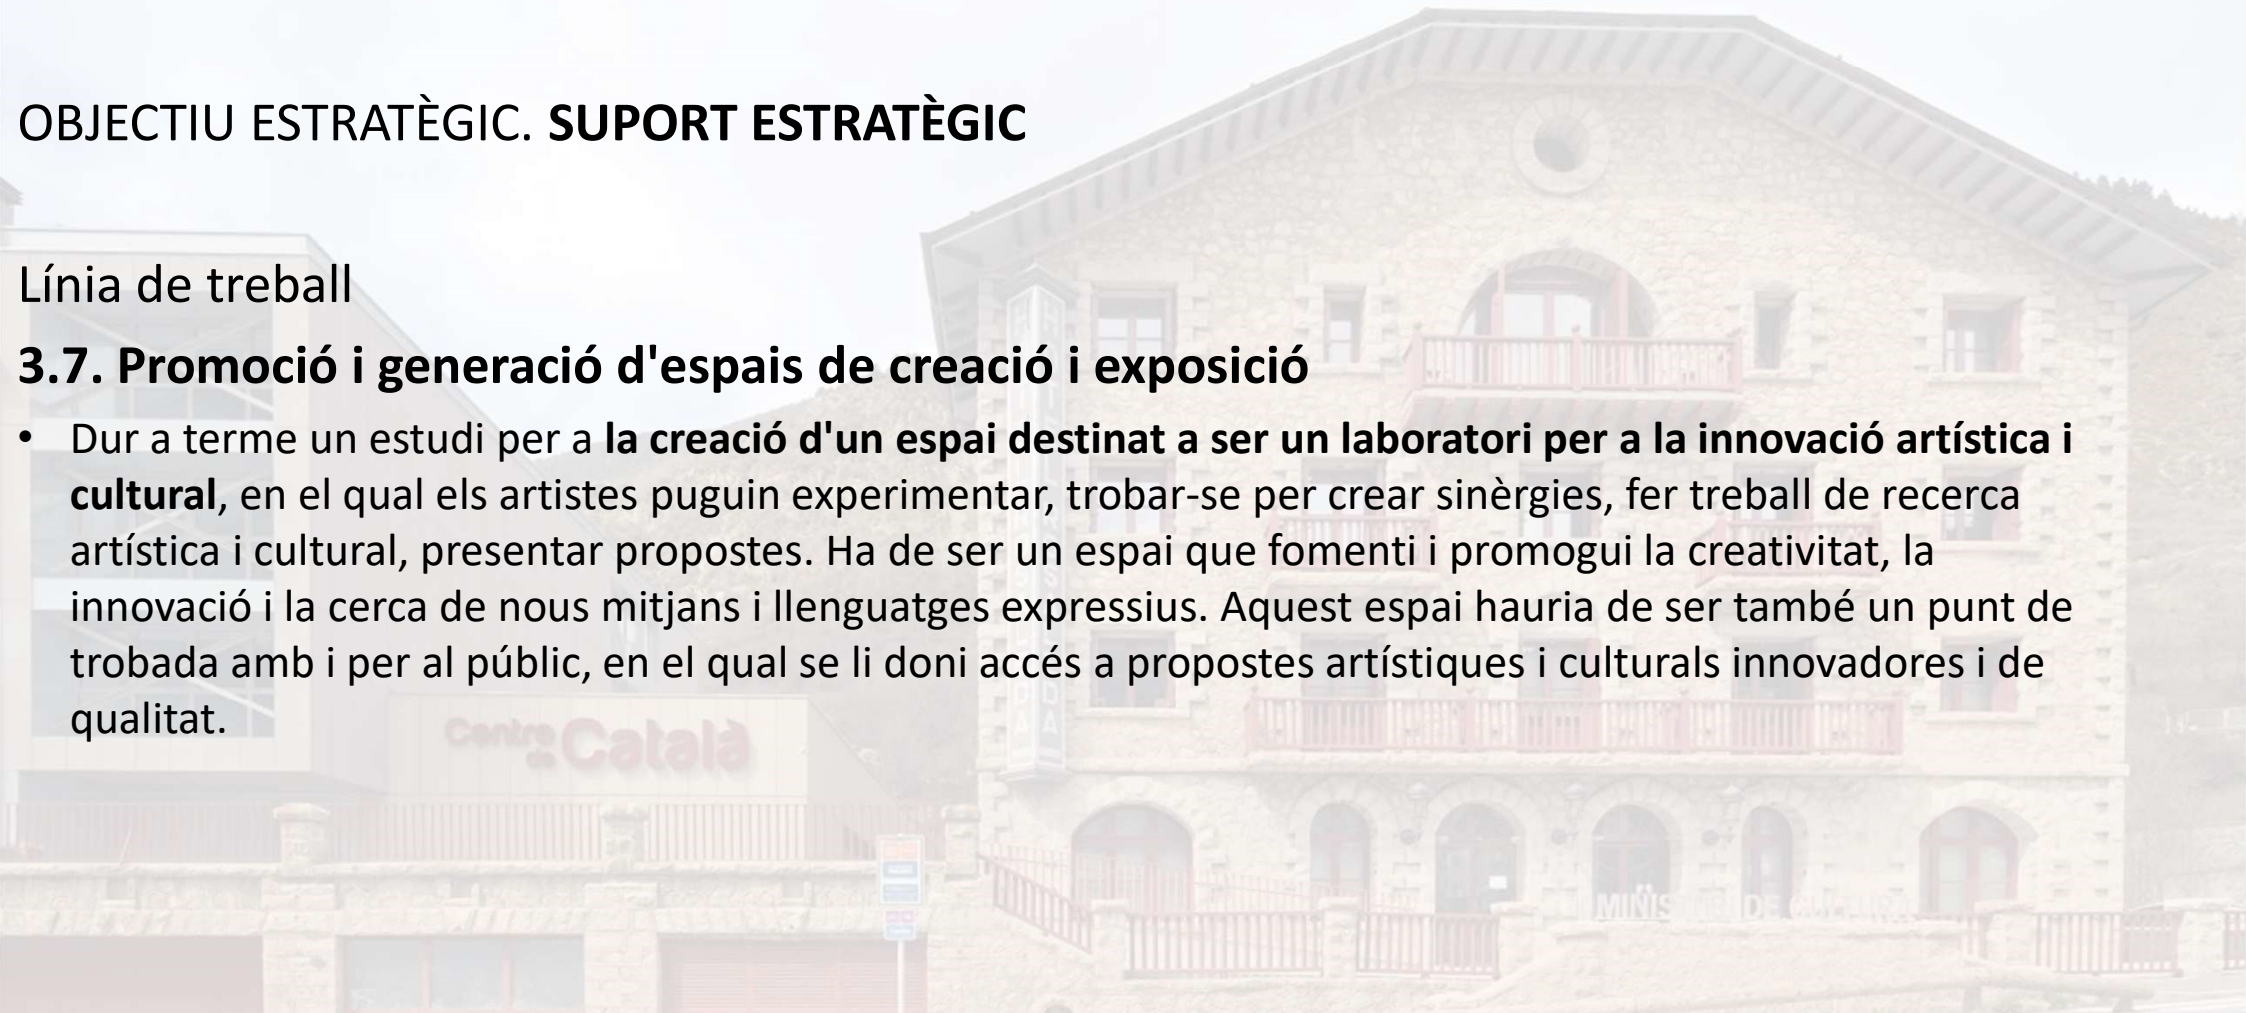 OBJECTIU ESTRATÈGIC. SUPORT ESTRATÈGIC
Línia de treball
3.7. Promoció i generació d'espais de creació i exposició
• Dur a terme un estudi per a la creació d'un espai destinat a ser un laboratori per a la innovació artística i
cultural, en el qual els artistes puguin experimentar, trobar-se per crear sinèrgies, fer treball de recerca
artística i cultural, presentar propostes. Ha de ser un espai que fomenti i promogui la creativitat, la
innovació i la cerca de nous mitjans i llenguatges expressius. Aquest espai hauria de ser també un punt de
trobada amb i per al públic, en el qual se li doni accés a propostes artístiques i culturals innovadores i de
qualitat.
Centre de Català
DE CULTURA